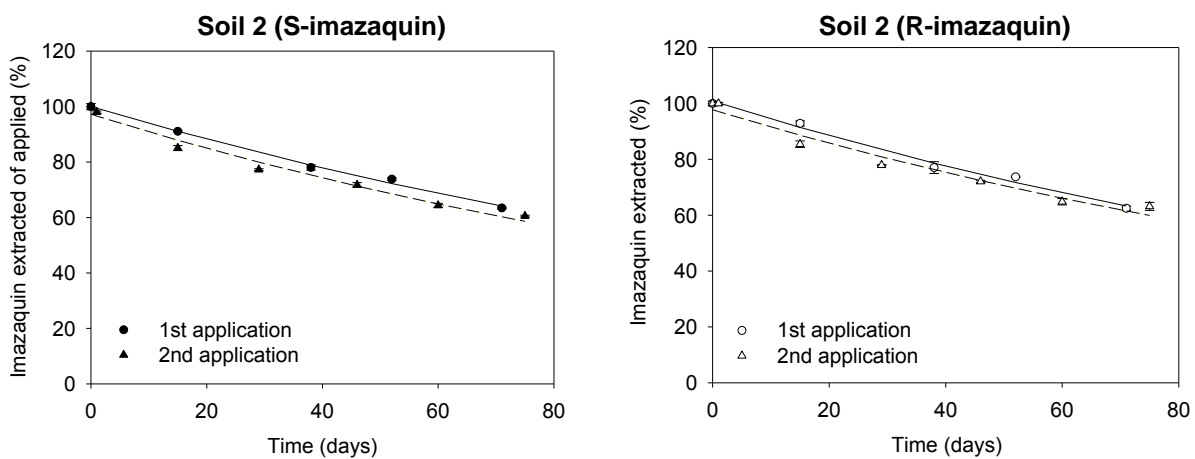 Soil 2 (S-imazaquin)
Imazaquin extracted of applied (%)
120
100
80
60
40
20
0
1st application
2nd application
0 20 40 60 80
Time (days)
Soil 2 (R-imazaquin)
Imazaquin extracted (%)
120
100
80
60
40
20
0
1st application
2nd application
0 20 40 60 80
Time (days)